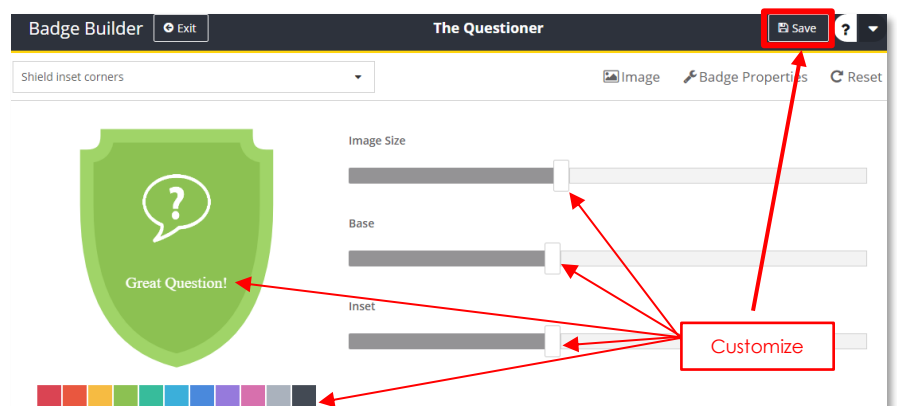 Badge Builder Exit The Questioner Save ?
Shield inset corners Image Badge Properties Reset
Image Size
?
Base
Great Question!
Inset
Customize